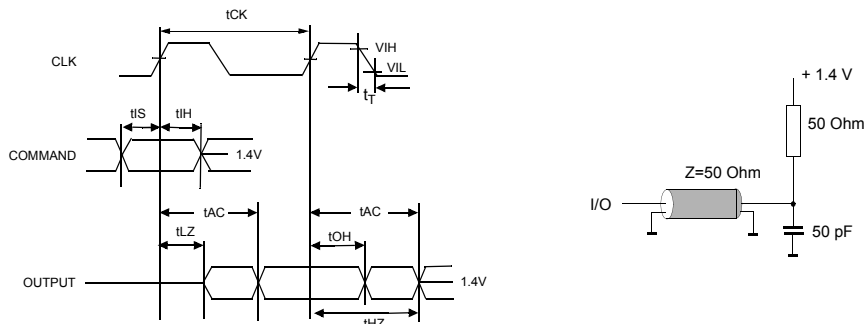 tCK
CLK
VIH
VIL
tT
tIS
tIH
COMMAND
1.4V
tAC
tAC
tLZ
tOH
OUTPUT
1.4V
tHZ
+ 1.4 V
50 Ohm
Z=50 Ohm
I/O
50 pF